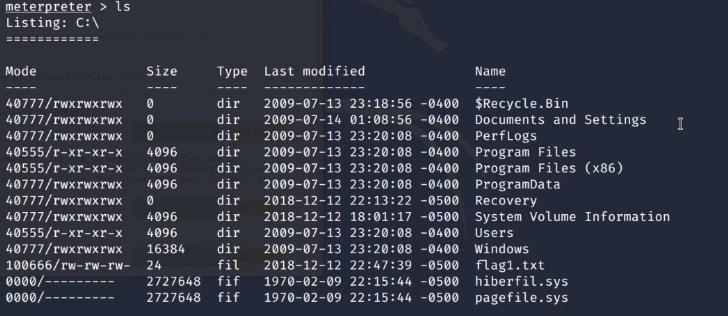 meterpreter > ls
Listing: C:\
============
Mode Size Type Last modified Name
---- ---- ---- ------------- ----
40777/rwxrwxrwx 0 dir 2009-07-13 23:18:56 -0400 $Recycle.Bin
40777/rwxrwxrwx 0 dir 2009-07-14 01:08:56 -0400 Documents and Settings
40777/rwxrwxrwx 0 dir 2009-07-13 23:20:08 -0400 PerfLogs
40555/r-xr-xr-x 4096 dir 2009-07-13 23:20:08 -0400 Program Files
40555/r-xr-xr-x 4096 dir 2009-07-13 23:20:08 -0400 Program Files (x86)
40777/rwxrwxrwx 4096 dir 2009-07-13 23:20:08 -0400 ProgramData
40777/rwxrwxrwx 0 dir 2018-12-12 22:13:22 -0500 Recovery
40777/rwxrwxrwx 4096 dir 2018-12-12 18:01:17 -0500 System Volume Information
40555/r-xr-xr-x 4096 dir 2009-07-13 23:20:08 -0400 Users
40777/rwxrwxrwx 16384 dir 2009-07-13 23:20:08 -0400 Windows
100666/rw-rw-rw- 24 fil 2018-12-12 22:47:39 -0500 flag1.txt
0000/--------- 2727648 fif 1970-02-09 22:15:44 -0500 hiberfil.sys
0000/--------- 2727648 fif 1970-02-09 22:15:44 -0500 pagefile.sys